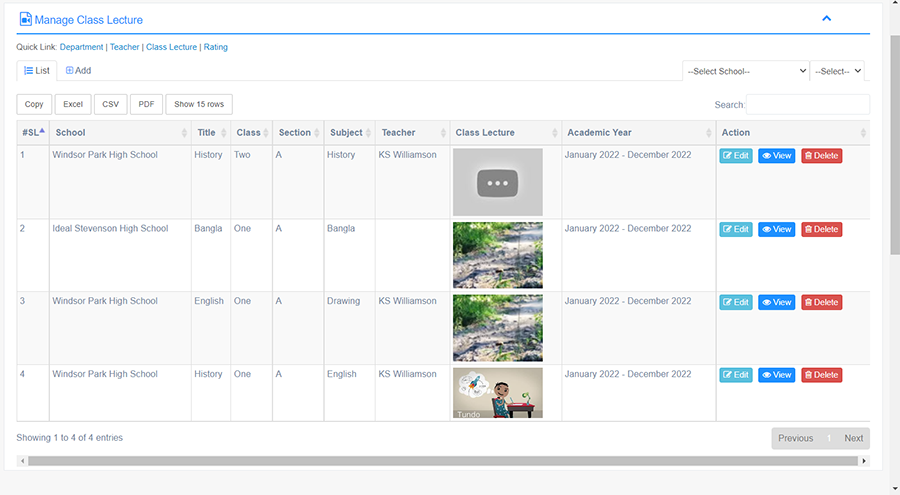 Manage Class Lecture
Quick Link: Department | Teacher | Class Lecture | Rating
List Add --Select School-- --Select--
Copy Excel CSV PDF Show 15 rows Search:
#SL School Title Class Section Subject Teacher Class Lecture Academic Year Action
1 Windsor Park High School History Two A History KS Williamson January 2022 - December 2022 Edit View Delete
2 Ideal Stevenson High School Bangla One A Bangla January 2022 - December 2022 Edit View Delete
3 Windsor Park High School English One A Drawing KS Williamson January 2022 - December 2022 Edit View Delete
4 Windsor Park High School History One A English KS Williamson January 2022 - December 2022 Edit View Delete
Tundo
Showing 1 to 4 of 4 entries Previous 1 Next